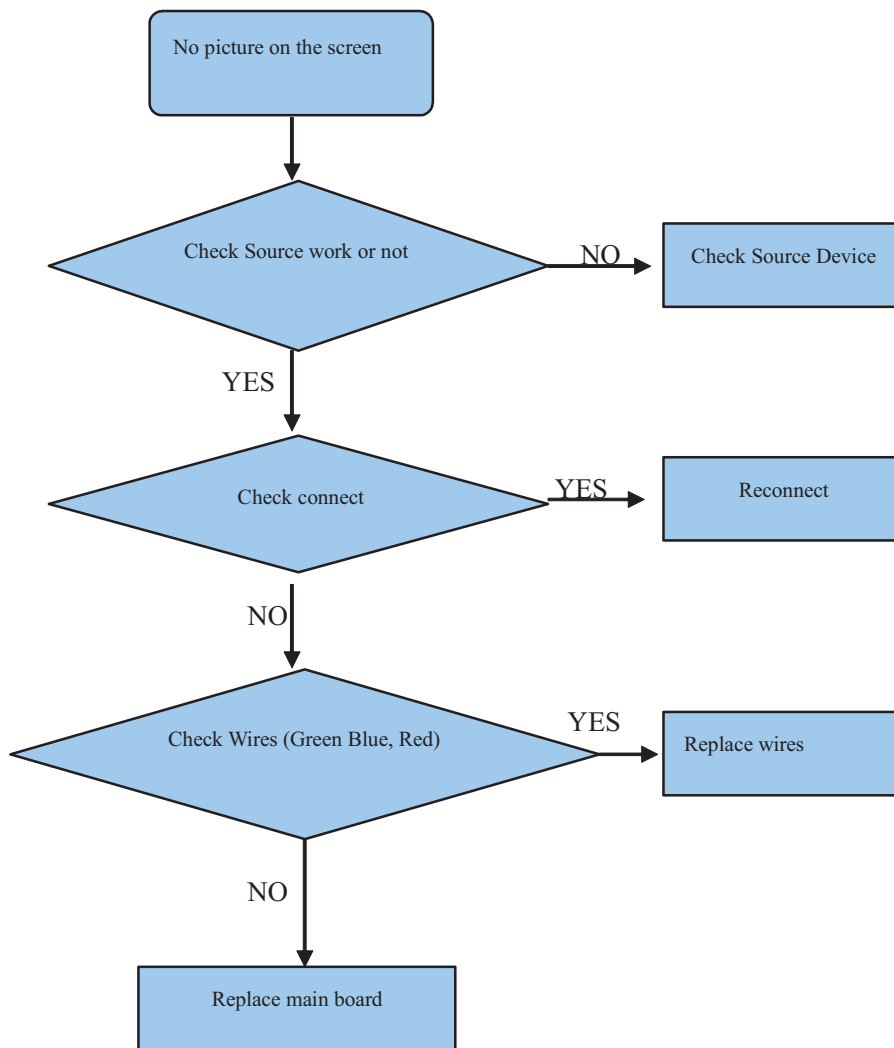 No picture on the screen
Check Source work or not
NO
Check Source Device
YES
Check connect
YES
Reconnect
NO
Check Wires (Green Blue, Red)
YES
Replace wires
NO
Replace main board